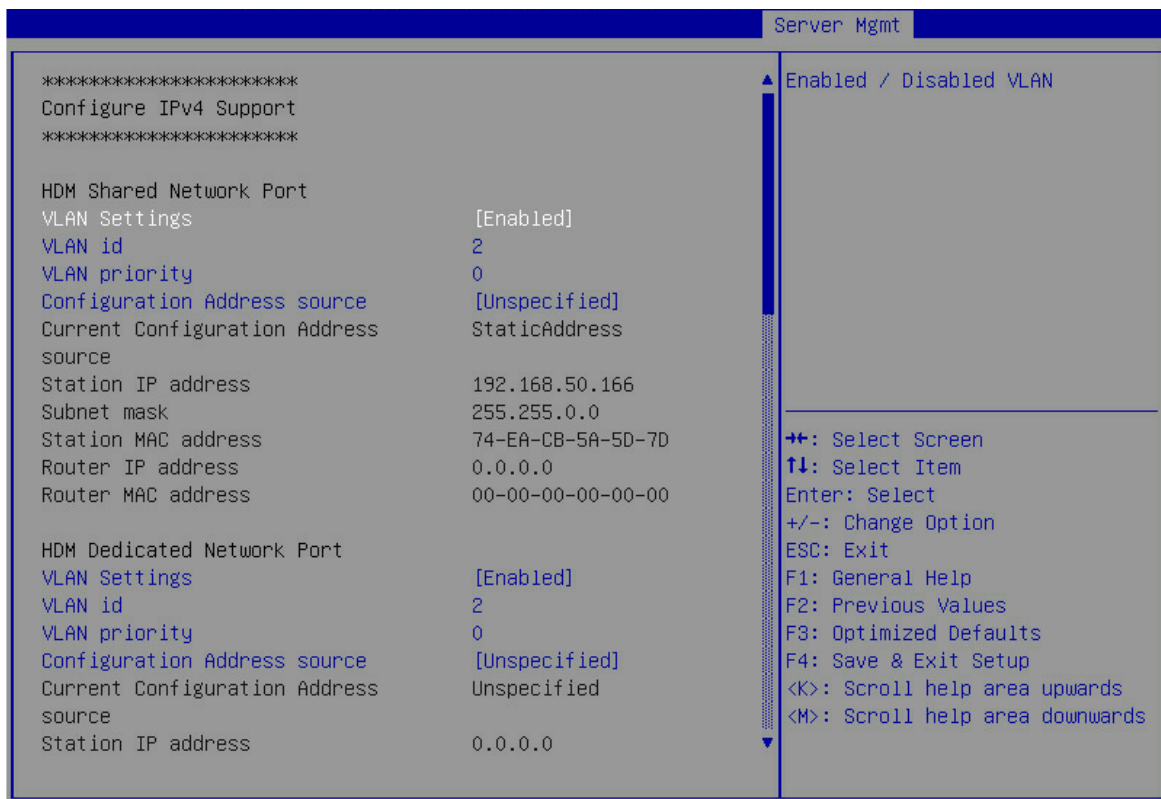 Server Mgmt
**********************
Configure IPv4 Support
**********************
HDM Shared Network Port
VLAN Settings [Enabled]
VLAN id 2
VLAN priority 0
Configuration Address source [Unspecified]
Current Configuration Address StaticAddress
source
Station IP address 192.168.50.166
Subnet mask 255.255.0.0
Station MAC address 74-EA-CB-5A-5D-7D
Router IP address 0.0.0.0
Router MAC address 00-00-00-00-00-00
HDM Dedicated Network Port
VLAN Settings [Enabled]
VLAN id 2
VLAN priority 0
Configuration Address source [Unspecified]
Current Configuration Address Unspecified
source
Station IP address 0.0.0.0
Enabled / Disabled VLAN
→←: Select Screen
↑↓: Select Item
Enter: Select
+/-: Change Option
ESC: Exit
F1: General Help
F2: Previous Values
F3: Optimized Defaults
F4: Save & Exit Setup
<K>: Scroll help area upwards
<M>: Scroll help area downwards